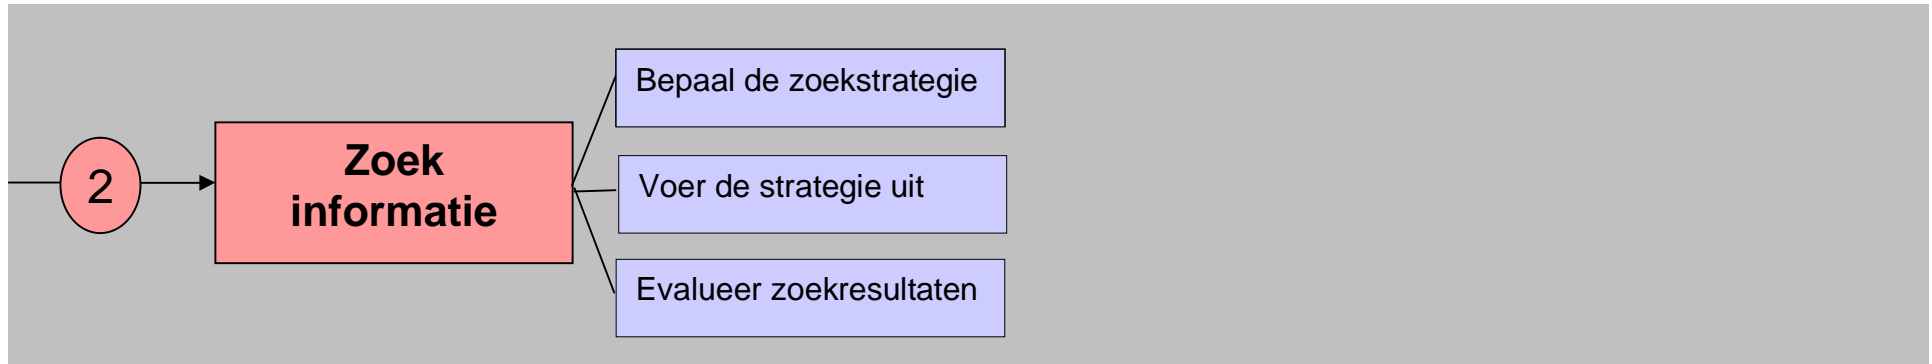 2
Zoek
informatie
Bepaal de zoekstrategie
Voer de strategie uit
Evalueer zoekresultaten